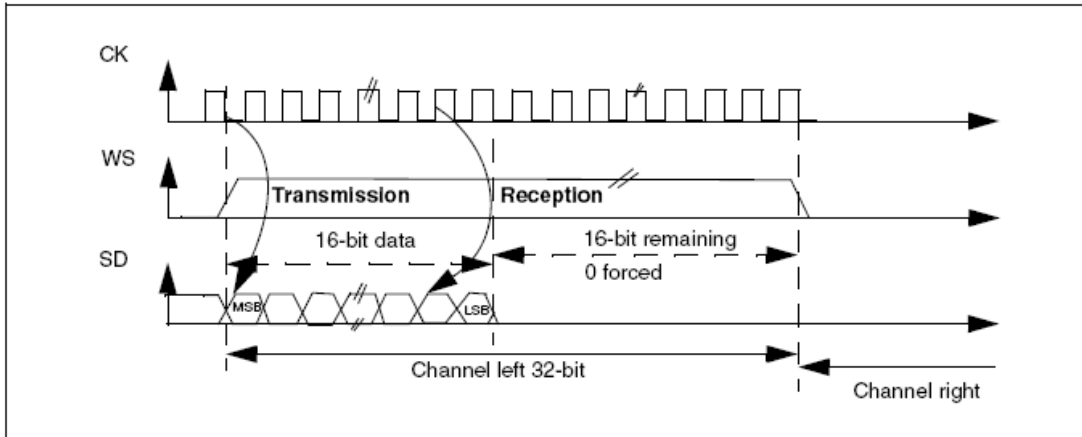 CK
WS
Transmission Reception
16-bit data 16-bit remaining
SD
0 forced
MSB LSB
Channel left 32-bit
Channel right